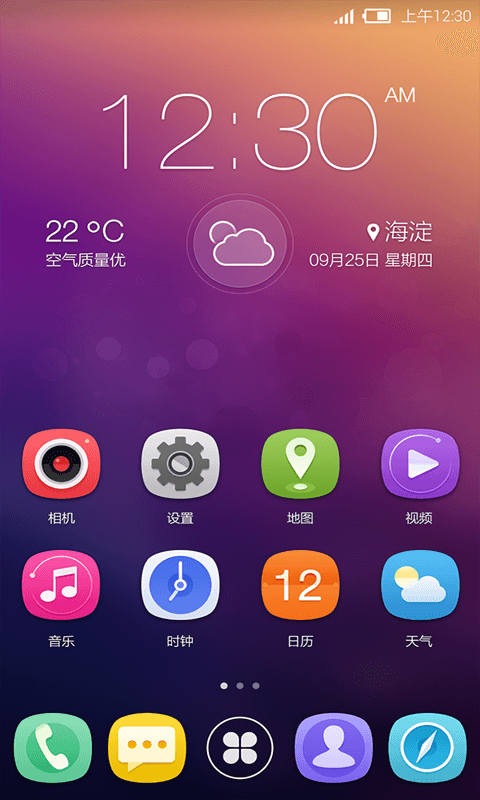 上午12:30
12:30 AM
22 °C
空气质量优
海淀
09月25日 星期四
相机
设置
地图
视频
12
音乐
时钟
日历
天气